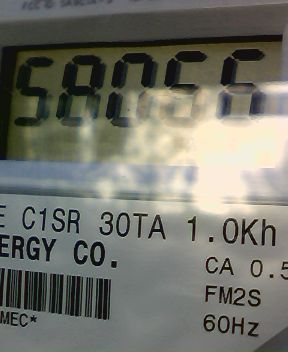 58056
E C1SR 30TA 1.0Kh
ERGY CO.
CA 0.5
FM2S
MEC*
60Hz